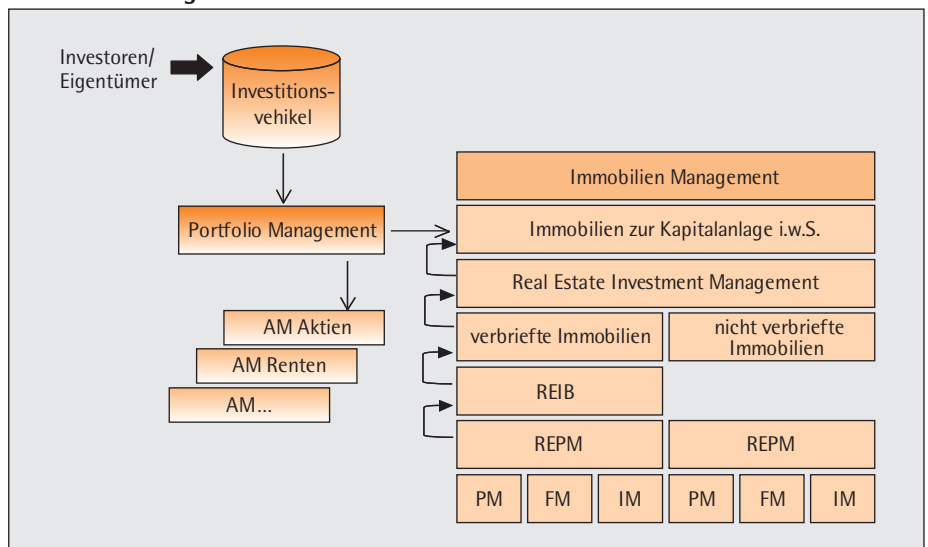 Investoren/
Eigentümer
Investitions-
vehikel
Immobilien Management
Portfolio Management
Immobilien zur Kapitalanlage i.w.S.
Real Estate Investment Management
AM Aktien
verbriefte Immobilien
nicht verbriefte
Immobilien
AM Renten
REIB
AM...
REPM
REPM
PM
FM
IM
PM
FM
IM